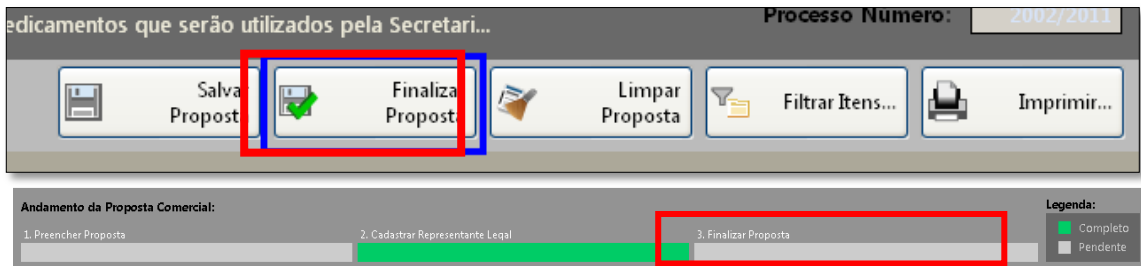 edicamentos que serão utilizados pela Secretari...
Processo Número: 2002/2011
Salva
Propost
Finaliza
Proposta
Limpar
Proposta
Filtrar Itens...
Imprimir...
Andamento da Proposta Comercial:
Legenda:
1. Preencher Proposta
2. Cadastrar Representante Legal
3. Finalizar Proposta
Completo
Pendente